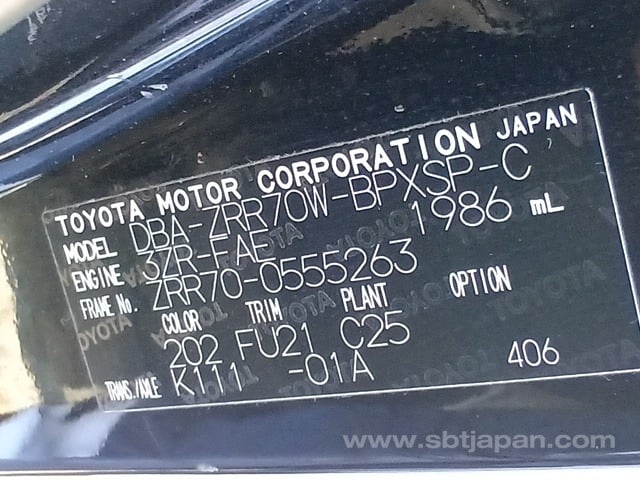 TOYOTA MOTOR CORPORATION JAPAN
MODEL DBA-ZRR70W-BPXSP-C
ENGINE 3ZR-FAE 1986 mL
FRAME No. ZRR70-0555263
COLOR TRIM PLANT OPTION
202 FU21 C25
TRANS./AXLE K111 -01A 406
www.sbtjapan.com